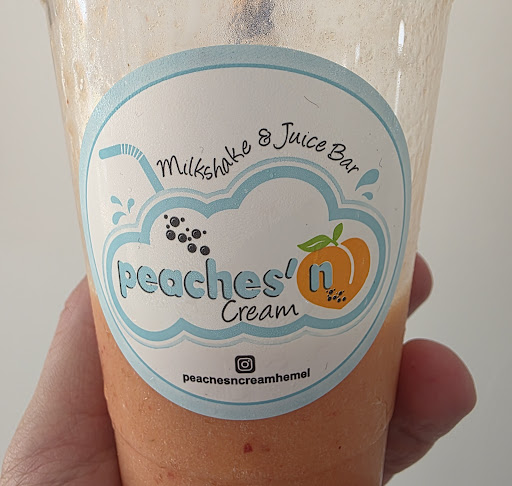 Milkshake & Juice Bar
peaches' n
Cream
peachesncreamhemel